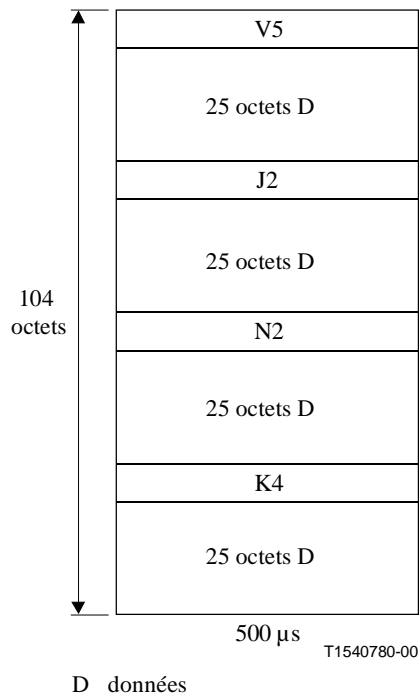 V5
25 octets D
J2
25 octets D
104
octets
N2
25 octets D
K4
25 octets D
500 µs
T1540780-00
D données